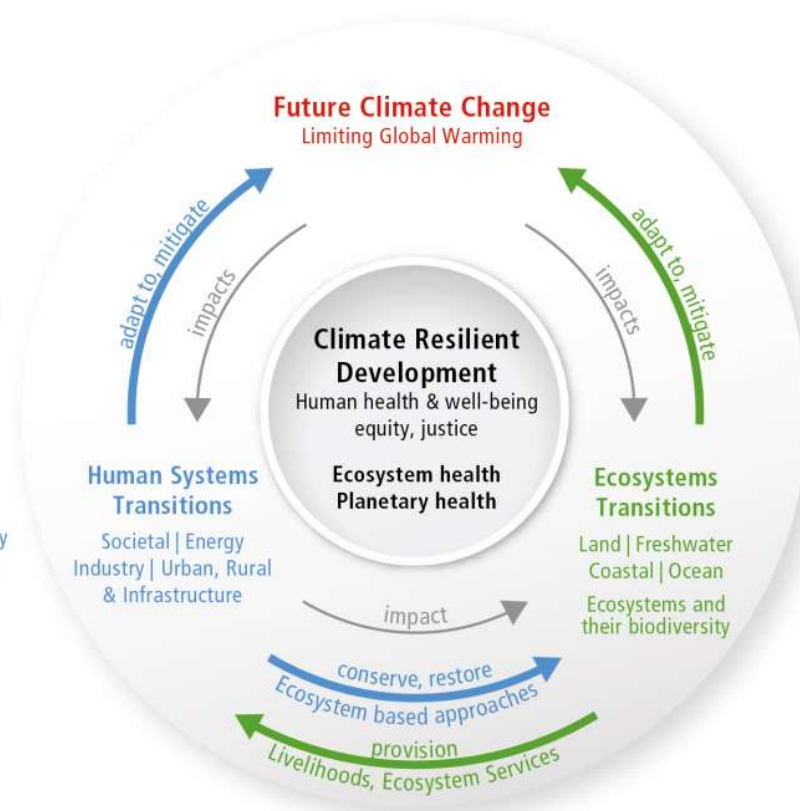 Future Climate Change
Limiting Global Warming
adapt to, mitigate
impacts
impacts
adapt to, mitigate
Climate Resilient
Development
Human health & well-being
equity, justice
Ecosystem health
Planetary health
Human Systems
Transitions
Societal | Energy
Industry | Urban, Rural
& Infrastructure
Ecosystems
Transitions
Land | Freshwater
Coastal | Ocean
Ecosystems and
their biodiversity
impact
conserve, restore
Ecosystem based approaches
provision
Livelihoods, Ecosystem Services